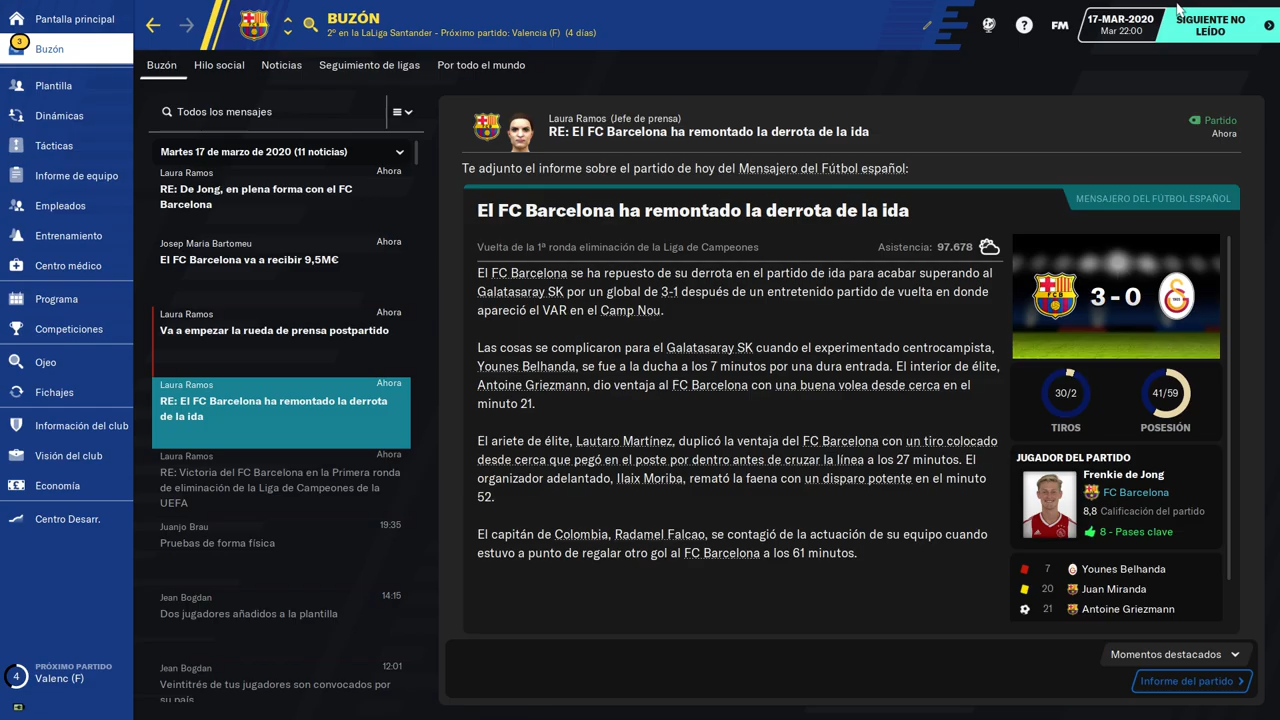 Pantalla principal
3
Buzón
Plantilla
Dinámicas
Tácticas
Informe de equipo
Empleados
Entrenamiento
Centro médico
Programa
Competiciones
Ojeo
Fichajes
Información del club
Visión del club
Economía
Centro Desarr.
4
PRÓXIMO PARTIDO
Valenc (F)
BUZÓN
2º en la LaLiga Santander - Próximo partido: Valencia (F) (4 días)
?
FM
17-MAR-2020
Mar 22:00
SIGUIENTE NO
LEÍDO
Buzón
Hilo social
Noticias
Seguimiento de ligas
Por todo el mundo
Todos los mensajes
Martes 17 de marzo de 2020 (11 noticias)
Laura Ramos
Ahora
RE: De Jong, en plena forma con el FC
Barcelona
Josep Maria Bartomeu
Ahora
El FC Barcelona va a recibir 9,5M€
Laura Ramos
Ahora
Va a empezar la rueda de prensa postpartido
Laura Ramos
Ahora
RE: El FC Barcelona ha remontado la derrota
de la ida
Laura Ramos
Ahora
RE: Victoria del FC Barcelona en la Primera ronda
de eliminación de la Liga de Campeones de la
UEFA
Juanjo Brau
19:35
Pruebas de forma física
Jean Bogdan
14:15
Dos jugadores añadidos a la plantilla
Jean Bogdan
12:01
Veintitrés de tus jugadores son convocados por
su país
Laura Ramos (Jefe de prensa)
RE: El FC Barcelona ha remontado la derrota de la ida
Partido
Ahora
Te adjunto el informe sobre el partido de hoy del Mensajero del Fútbol español:
MENSAJERO DEL FÚTBOL ESPAÑOL
El FC Barcelona ha remontado la derrota de la ida
Vuelta de la 1ª ronda eliminación de la Liga de Campeones
Asistencia: 97.678
El FC Barcelona se ha repuesto de su derrota en el partido de ida para acabar superando al
Galatasaray SK por un global de 3-1 después de un entretenido partido de vuelta en donde
apareció el VAR en el Camp Nou.
Las cosas se complicaron para el Galatasaray SK cuando el experimentado centrocampista,
Younes Belhanda, se fue a la ducha a los 7 minutos por una dura entrada. El interior de élite,
Antoine Griezmann, dio ventaja al FC Barcelona con una buena volea desde cerca en el
minuto 21.
El ariete de élite, Lautaro Martínez, duplicó la ventaja del FC Barcelona con un tiro colocado
desde cerca que pegó en el poste por dentro antes de cruzar la línea a los 27 minutos. El
organizador adelantado, Ilaix Moriba, remató la faena con un disparo potente en el minuto
52.
El capitán de Colombia, Radamel Falcao, se contagió de la actuación de su equipo cuando
estuvo a punto de regalar otro gol al FC Barcelona a los 61 minutos.
3-0
30/2
TIROS
41/59
POSESIÓN
JUGADOR DEL PARTIDO
Frenkie de Jong
FC Barcelona
8,8 Calificación del partido
8 - Pases clave
7 Younes Belhanda
20 Juan Miranda
21 Antoine Griezmann
Momentos destacados
Informe del partido